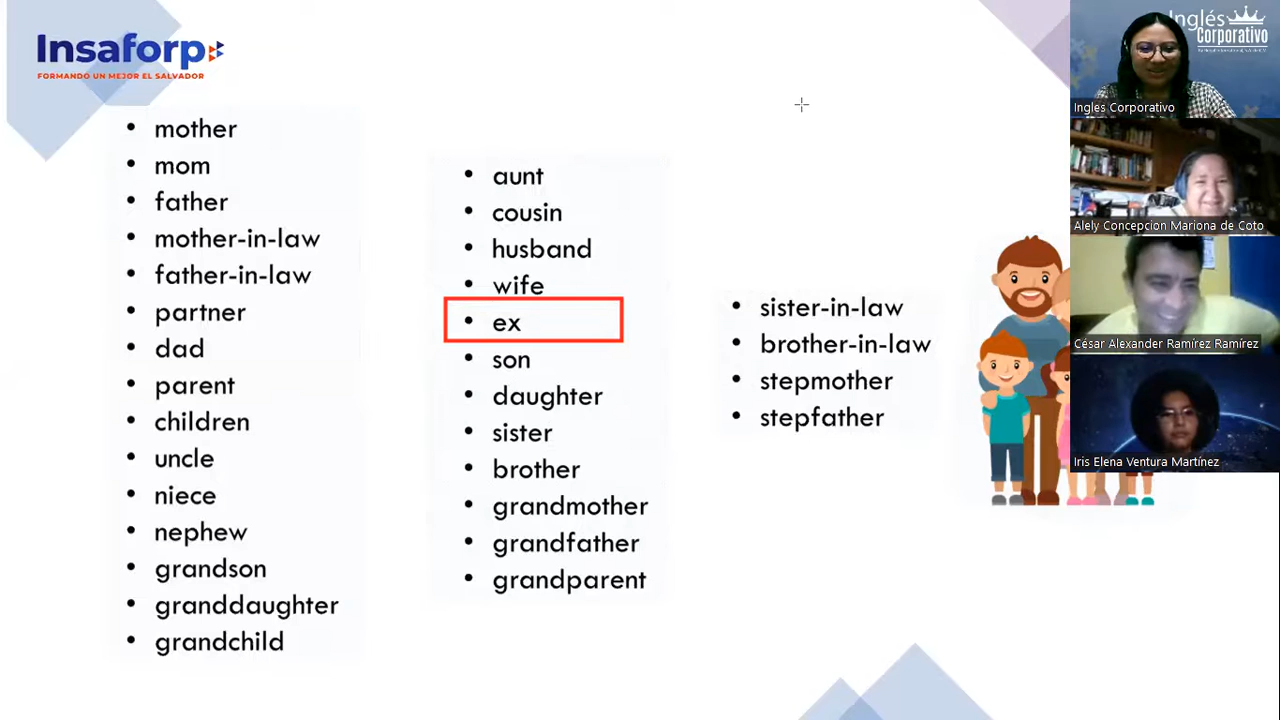 Insaforp
FORMANDO UN MEJOR EL SALVADOR
• mother
• mom
• father
• mother-in-law
• father-in-law
• partner
• dad
• parent
• children
• uncle
• niece
• nephew
• grandson
• granddaughter
• grandchild
• aunt
• cousin
• husband
• wife
• ex
• son
• daughter
• sister
• brother
• grandmother
• grandfather
• grandparent
• sister-in-law
• brother-in-law
• stepmother
• stepfather
Inglés
Corporativo
Ingles Corporativo
Alely Concepcion Mariona de Coto
César Alexander Ramírez Ramírez
Iris Elena Ventura Martínez